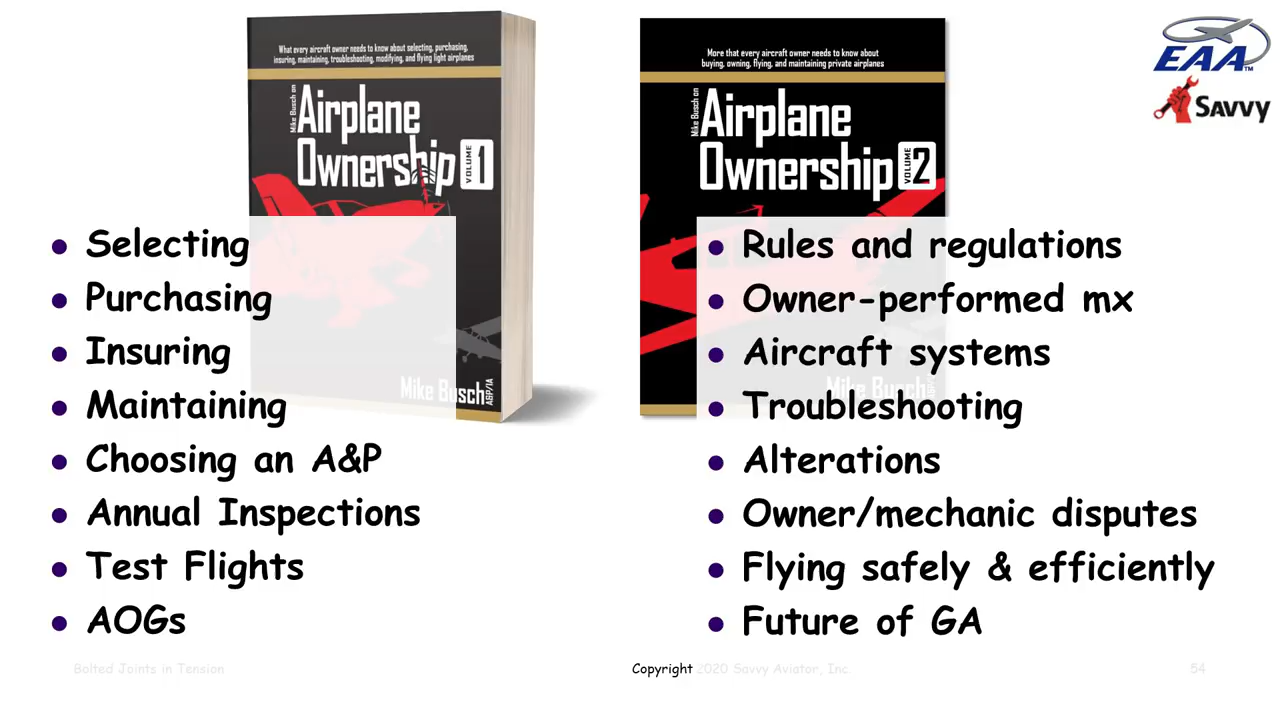 What every aircraft owner needs to know about selecting, purchasing,
insuring, maintaining, troubleshooting, modifying, and flying light airplanes
Mike Busch on
Airplane
Ownership
VOLUME 1
Mike Busch
A&P/IA
More that every aircraft owner needs to know about
buying, owning, flying, and maintaining private airplanes
Mike Busch on
Airplane
Ownership
VOLUME 2
Mike Busch
EAA™
SAVVY
Selecting
Purchasing
Insuring
Maintaining
Choosing an A&P
Annual Inspections
Test Flights
AOGs
Rules and regulations
Owner-performed mx
Aircraft systems
Troubleshooting
Alterations
Owner/mechanic disputes
Flying safely & efficiently
Future of GA
Bolted Joints in Tension
Copyright 2020 Savvy Aviator, Inc.
54